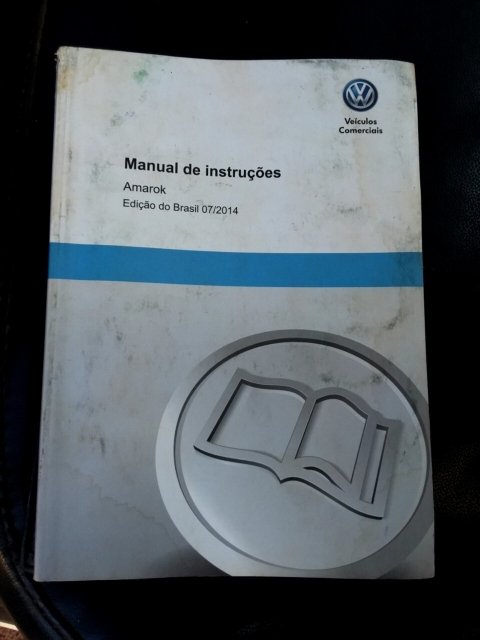 Veículos
Comerciais
Manual de instruções
Amarok
Edição do Brasil 07/2014